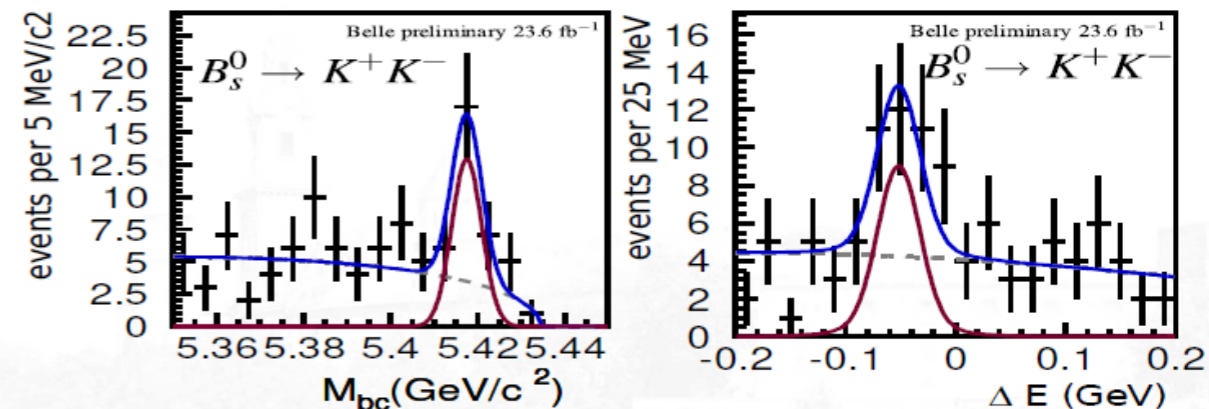 events per 5 MeV/c2
22.5
20
17.5
15
12.5
10
7.5
5
2.5
0
Belle preliminary 23.6 fb⁻¹
B⁰ₛ → K⁺ K⁻
5.36 5.38 5.4 5.42 5.44
M_bc(GeV/c ²)
events per 25 MeV
16
14
12
10
8
6
4
2
0
Belle preliminary 23.6 fb⁻¹
B⁰ₛ → K⁺ K⁻
-0.2 -0.1 0 0.1 0.2
Δ E (GeV)